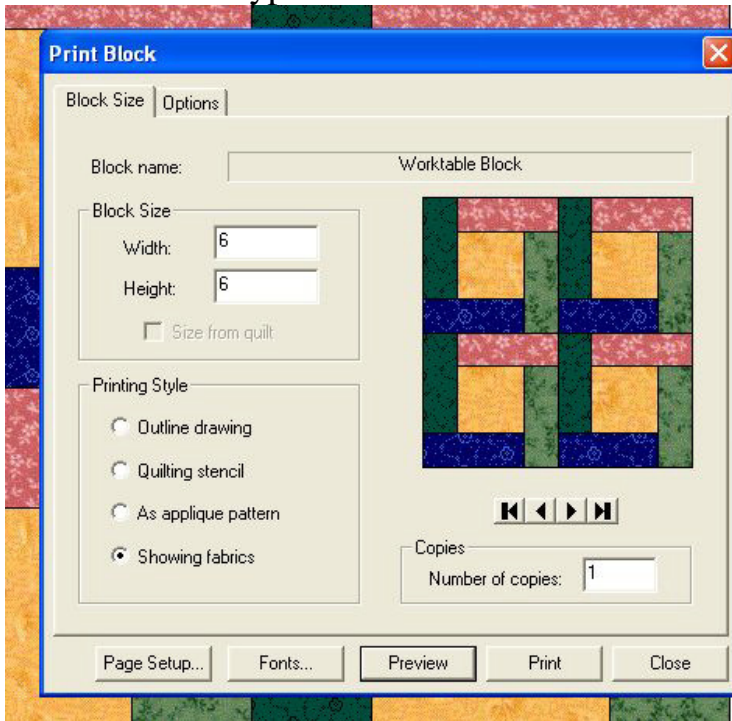 Print Block
Block Size Options
Block name: Worktable Block
Block Size
Width: 6
Height: 6
Size from quilt
Printing Style
Outline drawing
Quilting stencil
As applique pattern
Showing fabrics
Copies
Number of copies: 1
Page Setup... Fonts... Preview Print Close